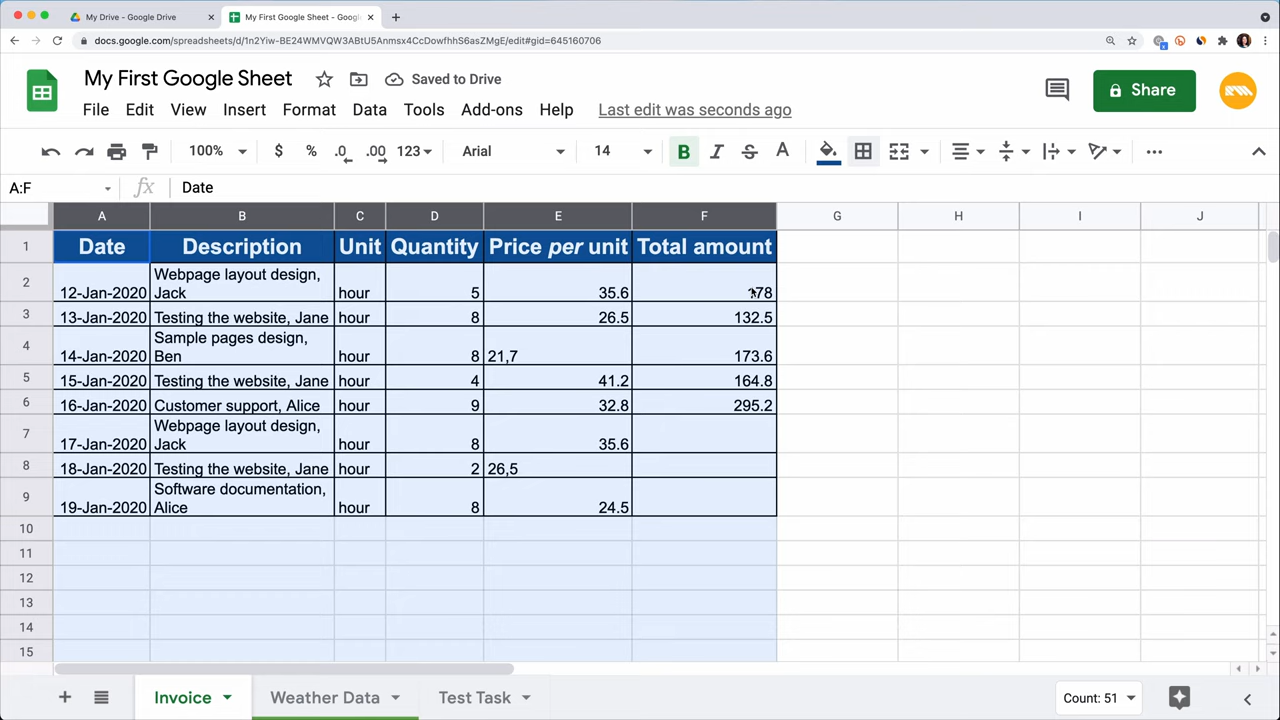 My Drive - Google Drive
My First Google Sheet - Goog
docs.google.com/spreadsheets/d/1n2Yiw-BE24WMVQW3ABtU5Anmsx4CcDowfhhS6asZMgE/edit#gid=645160706
My First Google Sheet
Saved to Drive
Share
File Edit View Insert Format Data Tools Add-ons Help Last edit was seconds ago
100% $ % .0 .00 123 Arial 14 B I S A
A:F fx Date
A B C D E F G H I J
1 Date Description Unit Quantity Price per unit Total amount
Webpage layout design,
2 12-Jan-2020 Jack hour 5 35.6 178
3 13-Jan-2020 Testing the website, Jane hour 8 26.5 132.5
Sample pages design,
4 14-Jan-2020 Ben hour 8 21,7 173.6
5 15-Jan-2020 Testing the website, Jane hour 4 41.2 164.8
6 16-Jan-2020 Customer support, Alice hour 9 32.8 295.2
Webpage layout design,
7 17-Jan-2020 Jack hour 8 35.6
8 18-Jan-2020 Testing the website, Jane hour 2 26,5
Software documentation,
9 19-Jan-2020 Alice hour 8 24.5
10
11
12
13
14
15
Invoice Weather Data Test Task Count: 51